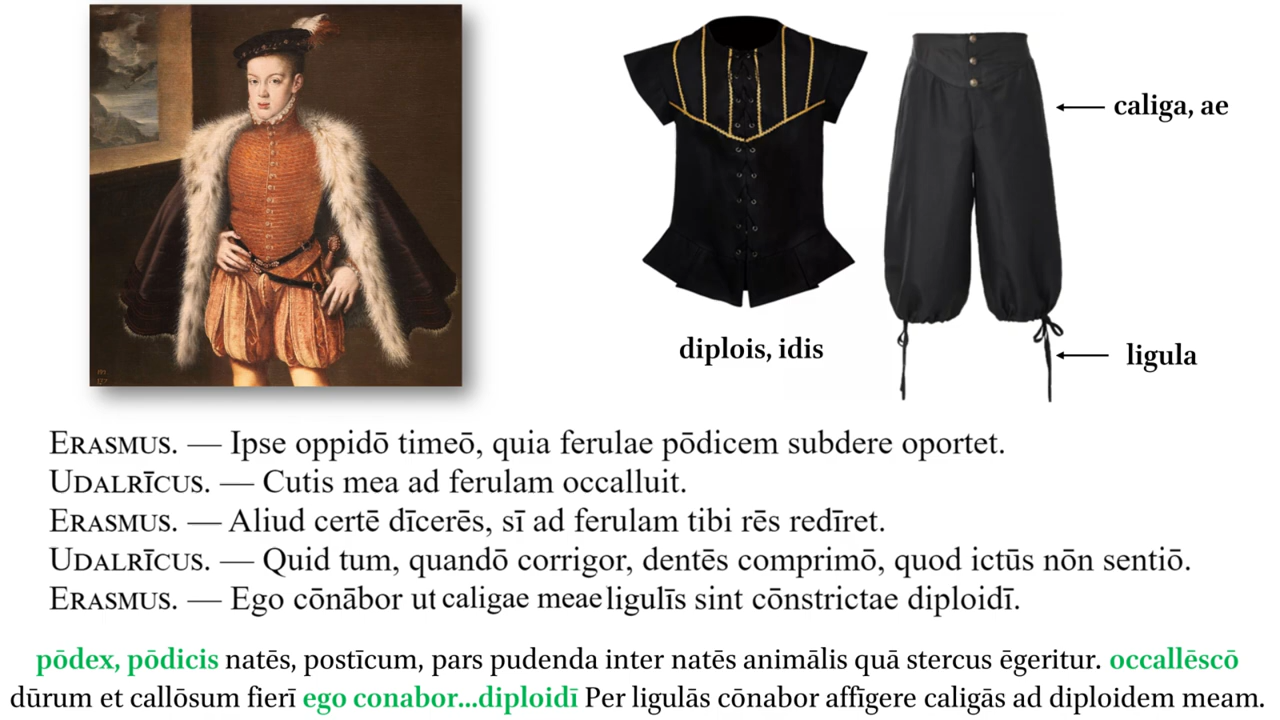 caliga, ae
diplois, idis
ligula
ERASMUS. — Ipse oppidō timeō, quia ferulae pōdicem subdere oportet.
UDALRĪCUS. — Cutis mea ad ferulam occalluit.
ERASMUS. — Aliud certē dīcerēs, sī ad ferulam tibi rēs redīret.
UDALRĪCUS. — Quid tum, quandō corrigor, dentēs comprimō, quod ictūs nōn sentiō.
ERASMUS. — Ego cōnābor ut caligae meae ligulīs sint cōnstrictae diploidī.
pōdex, pōdicis natēs, postīcum, pars pudenda inter natēs animālis quā stercus ēgeritur. occallēscō
dūrum et callōsum fierī ego conabor...diploidī Per ligulās cōnabor affīgere caligās ad diploidem meam.